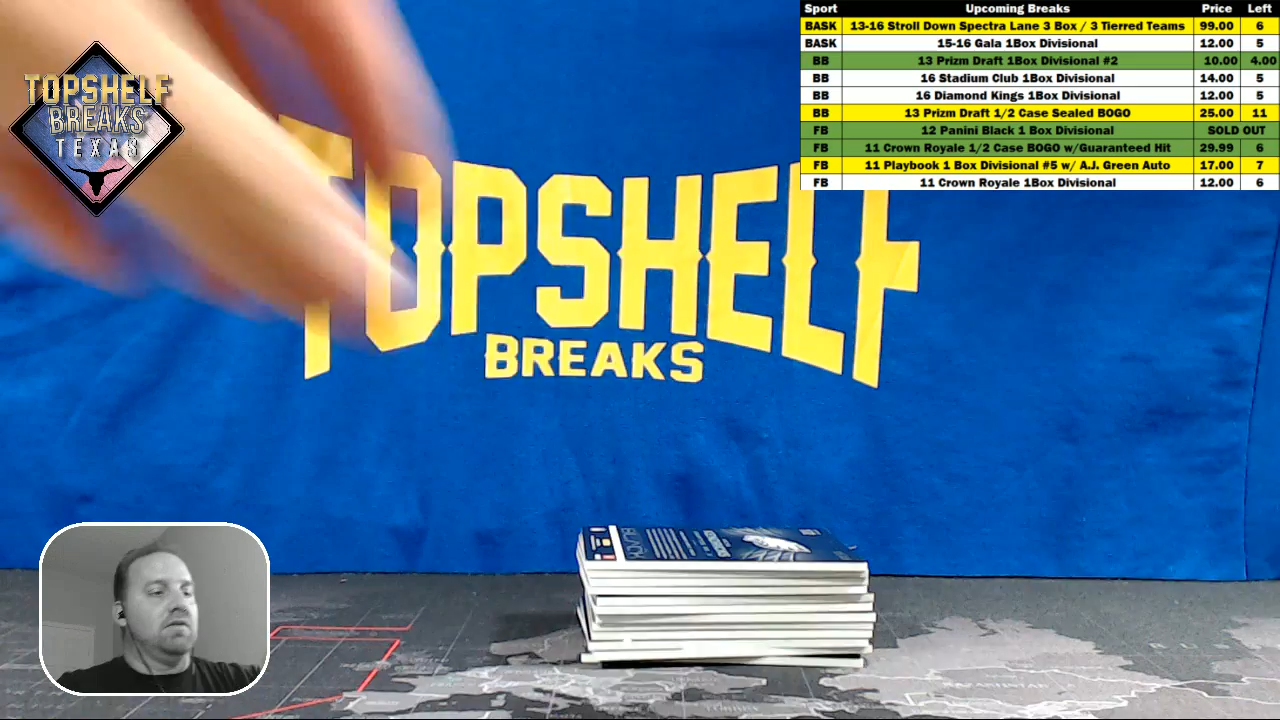 TOPSHELF
BREAKS
TEXAS
Sport Upcoming Breaks Price Left
BASK 13-16 Stroll Down Spectra Lane 3 Box / 3 Tierred Teams 99.00 6
BASK 15-16 Gala 1Box Divisional 12.00 5
BB 13 Prizm Draft 1Box Divisional #2 10.00 4.00
BB 16 Stadium Club 1Box Divisional 14.00 5
BB 16 Diamond Kings 1Box Divisional 12.00 5
BB 13 Prizm Draft 1/2 Case Sealed BOGO 25.00 11
FB 12 Panini Black 1 Box Divisional SOLD OUT
FB 11 Crown Royale 1/2 Case BOGO w/Guaranteed Hit 29.99 6
FB 11 Playbook 1 Box Divisional #5 w/ A.J. Green Auto 17.00 7
FB 11 Crown Royale 1Box Divisional 12.00 6
TOPSHELF
BREAKS
BLACK